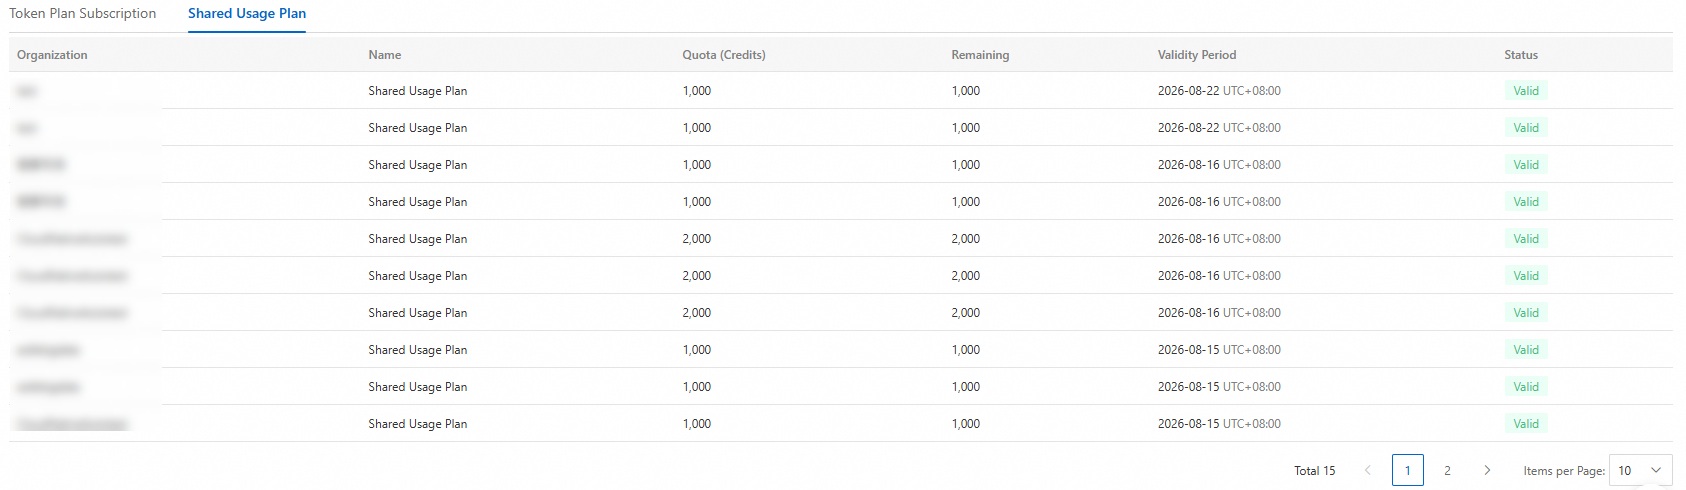 Token Plan Subscription Shared Usage Plan
Organization Name Quota (Credits) Remaining Validity Period Status
Shared Usage Plan 1,000 1,000 2026-08-22 UTC+08:00 Valid
Shared Usage Plan 1,000 1,000 2026-08-22 UTC+08:00 Valid
Shared Usage Plan 1,000 1,000 2026-08-16 UTC+08:00 Valid
Shared Usage Plan 1,000 1,000 2026-08-16 UTC+08:00 Valid
Shared Usage Plan 2,000 2,000 2026-08-16 UTC+08:00 Valid
Shared Usage Plan 2,000 2,000 2026-08-16 UTC+08:00 Valid
Shared Usage Plan 2,000 2,000 2026-08-16 UTC+08:00 Valid
Shared Usage Plan 1,000 1,000 2026-08-15 UTC+08:00 Valid
Shared Usage Plan 1,000 1,000 2026-08-15 UTC+08:00 Valid
Shared Usage Plan 1,000 1,000 2026-08-15 UTC+08:00 Valid
Total 15 1 2 Items per Page: 10